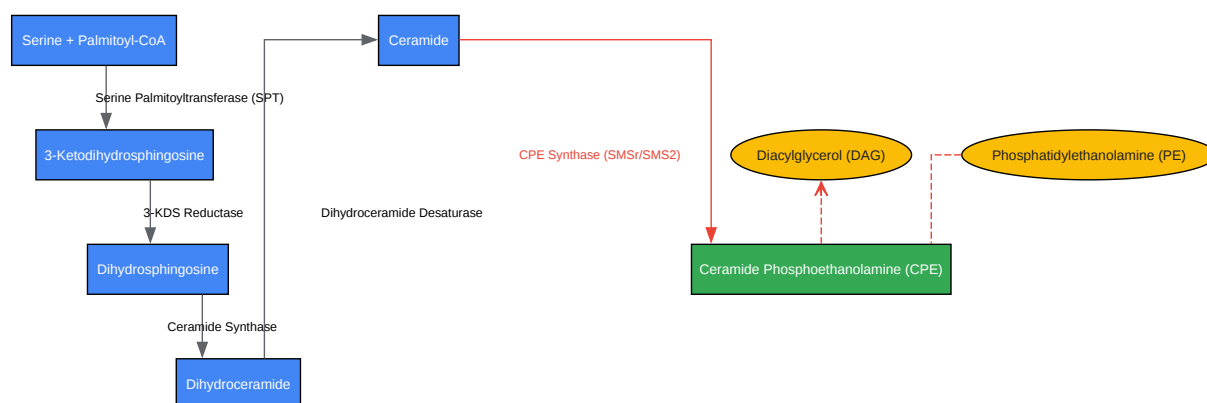 Serine + Palmitoyl-CoA
Ceramide
Serine Palmitoyltransferase (SPT)
3-Ketodihydrosphingosine
CPE Synthase (SMSr/SMS2)
Diacylglycerol (DAG)
Phosphatidylethanolamine (PE)
3-KDS Reductase
Dihydroceramide Desaturase
Dihydrosphingosine
Ceramide Phosphoethanolamine (CPE)
Ceramide Synthase
Dihydroceramide